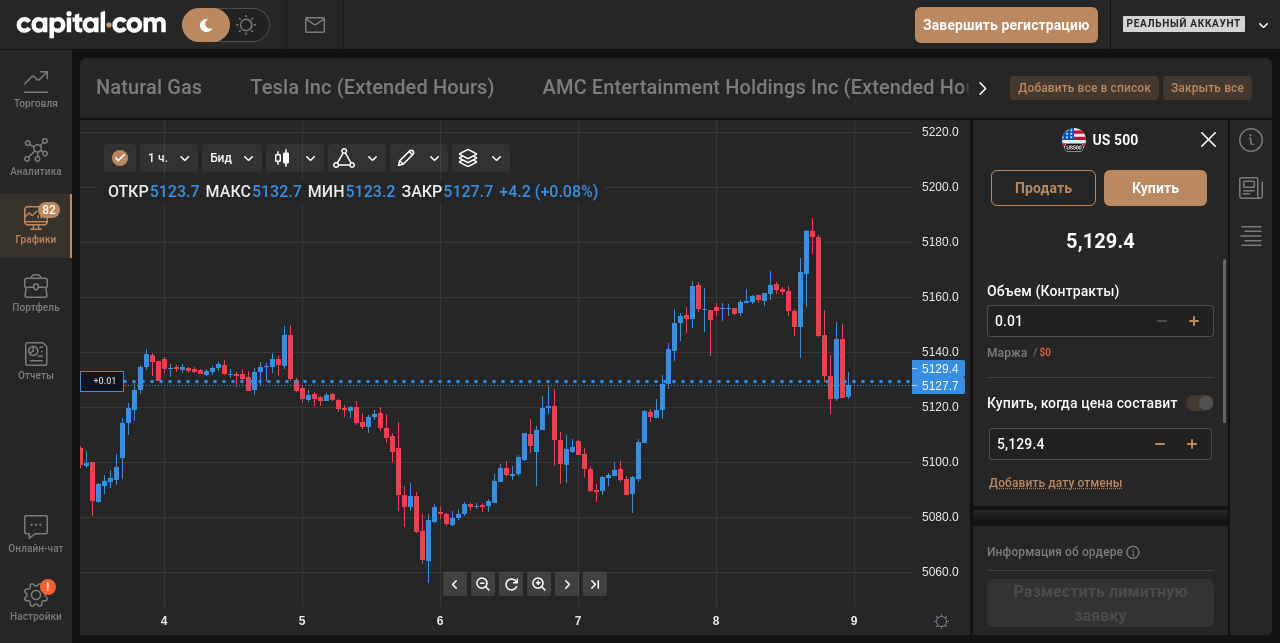 capital.com
Завершить регистрацию
РЕАЛЬНЫЙ АККАУНТ
Торговля
Аналитика
82
Графики
Портфель
Отчеты
Онлайн-чат
!
Настройки
Natural Gas
Tesla Inc (Extended Hours)
AMC Entertainment Holdings Inc (Extended Hou
Добавить все в список
Закрыть все
1 ч.
Бид
ОТКР5123.7 МАКС5132.7 МИН5123.2 ЗАКР5127.7 +4.2 (+0.08%)
+0.01
5220.0
5200.0
5180.0
5160.0
5140.0
5129.4
5127.7
5120.0
5100.0
5080.0
5060.0
4 5 6 7 8 9
US500
US 500
Продать
Купить
5,129.4
Объем (Контракты)
0.01
Маржа / $0
Купить, когда цена составит
5,129.4
Добавить дату отмены
Информация об ордере
Разместить лимитную
заявку